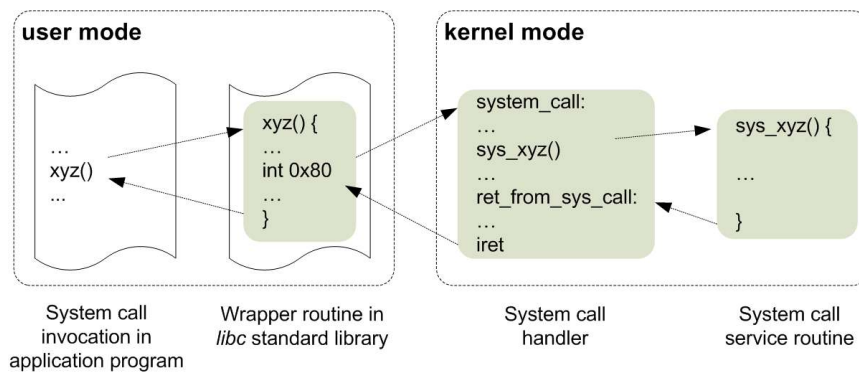 user mode
kernel mode
…
xyz()
...
xyz() {
…
int 0x80
…
}
system_call:
…
sys_xyz()
…
ret_from_sys_call:
…
iret
sys_xyz() {
…
}
System call
invocation in
application program
Wrapper routine in
libc standard library
System call
handler
System call
service routine